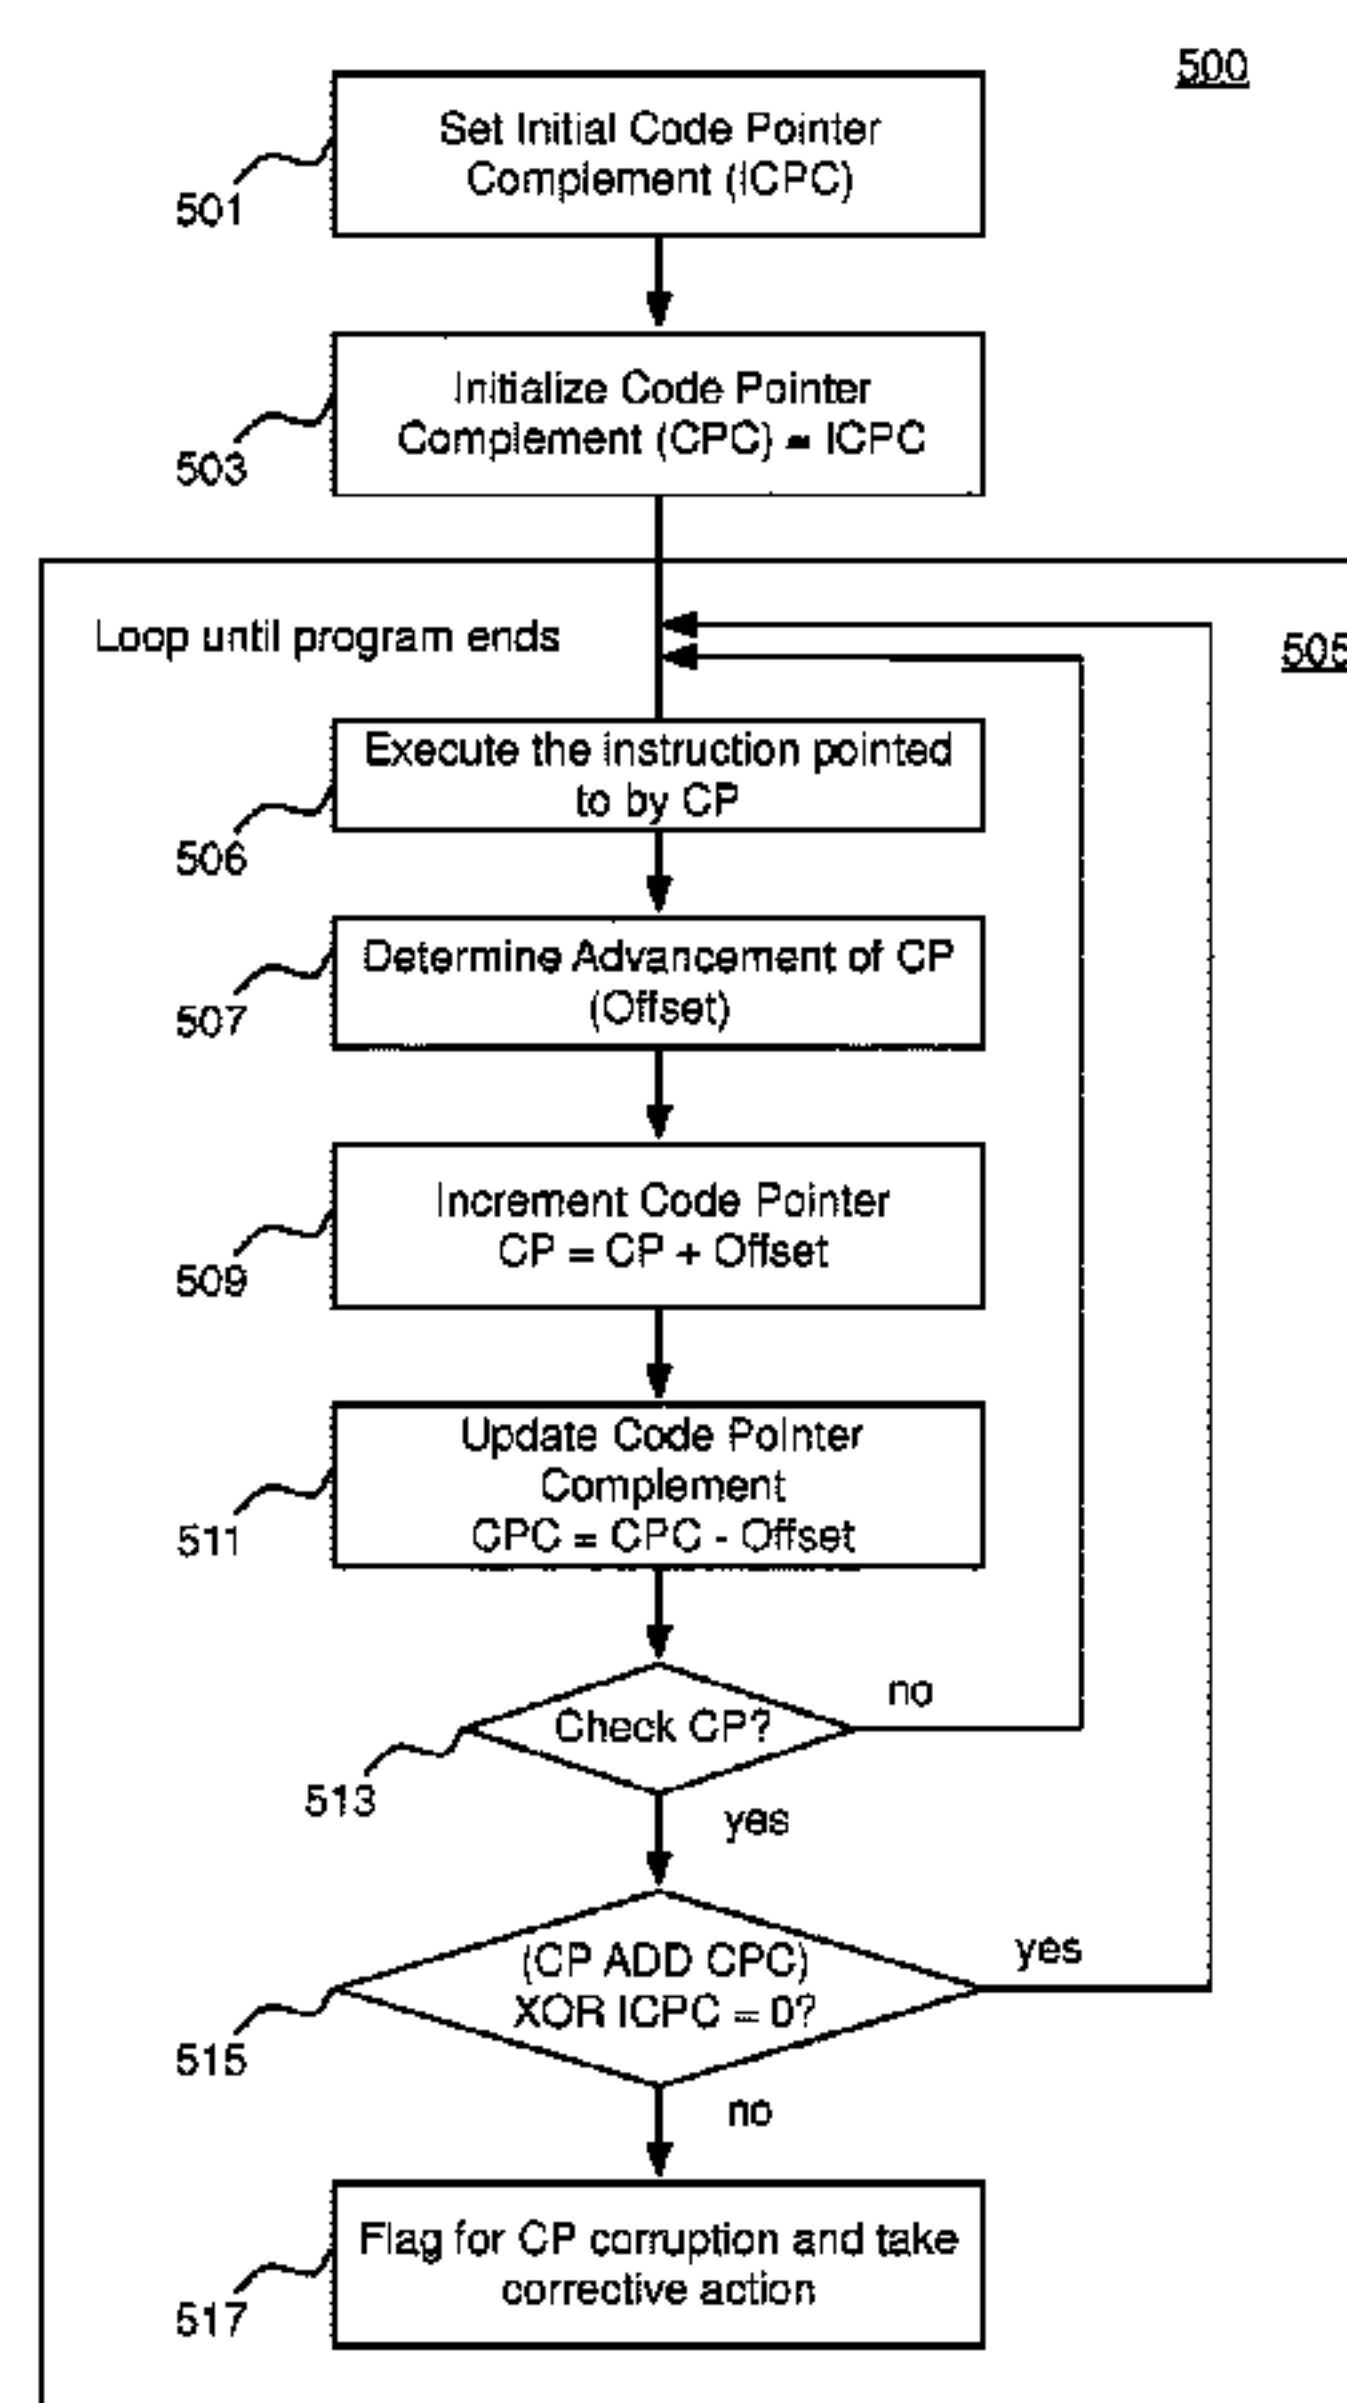 500
Set Initial Code Pointer
Complement (ICPC)
501
Initialize Code Pointer
Complement (CPC) = ICPC
503
Loop until program ends
505
Execute the instruction pointed
to by CP
506
Determine Advancement of CP
(Offset)
507
Increment Code Pointer
CP = CP + Offset
509
Update Code Pointer
Complement
CPC = CPC - Offset
511
no
Check CP?
513
yes
(CP ADD CPC)
XOR ICPC = 0?
yes
515
no
Flag for CP corruption and take
corrective action
517